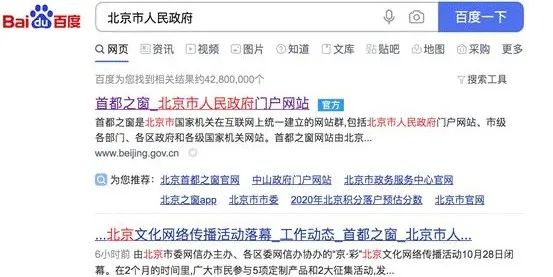 Bai du 百度
北京市人民政府
百度一下
网页 资讯 视频 图片 知道 文库 贴吧 地图 采购 更多
百度为您找到相关结果约42,800,000个 搜索工具
首都之窗_北京市人民政府门户网站 官方
首都之窗是北京市国家机关在互联网上统一建立的网站群,包括北京市人民政府门户网站、市级
各部门、各区政府和各级国家机关网站。首都之窗网站由北京...
www.beijing.gov.cn
为您推荐: 北京首都之窗官网 中山政府门户网站 北京市政务服务中心官网
北京之窗app 北京市市委 2020年北京积分落户预估分数 北京市官网
...北京文化网络传播活动落幕_工作动态_首都之窗_北京市人...
6小时前 由北京市委网信办主办、各区委网信办协办的“京·彩”北京文化网络传播活动10月28日闭
幕。在2个月的时间里,广大市民参与5项定制产品和2大征集活动,发...